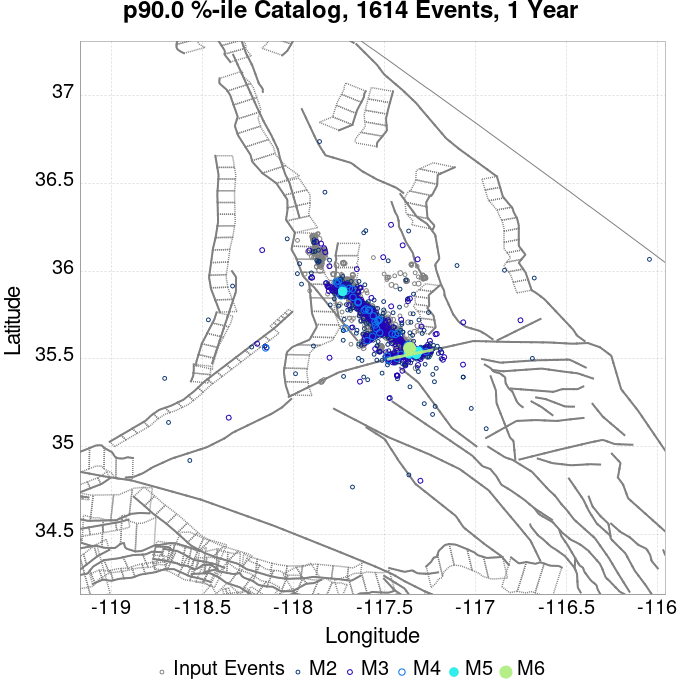 p90.0 %-ile Catalog, 1614 Events, 1 Year
37
36.5
36
35.5
35
34.5
Latitude
-119 -118.5 -118 -117.5 -117 -116.5 -116
Longitude
Input Events M2 M3 M4 M5 M6